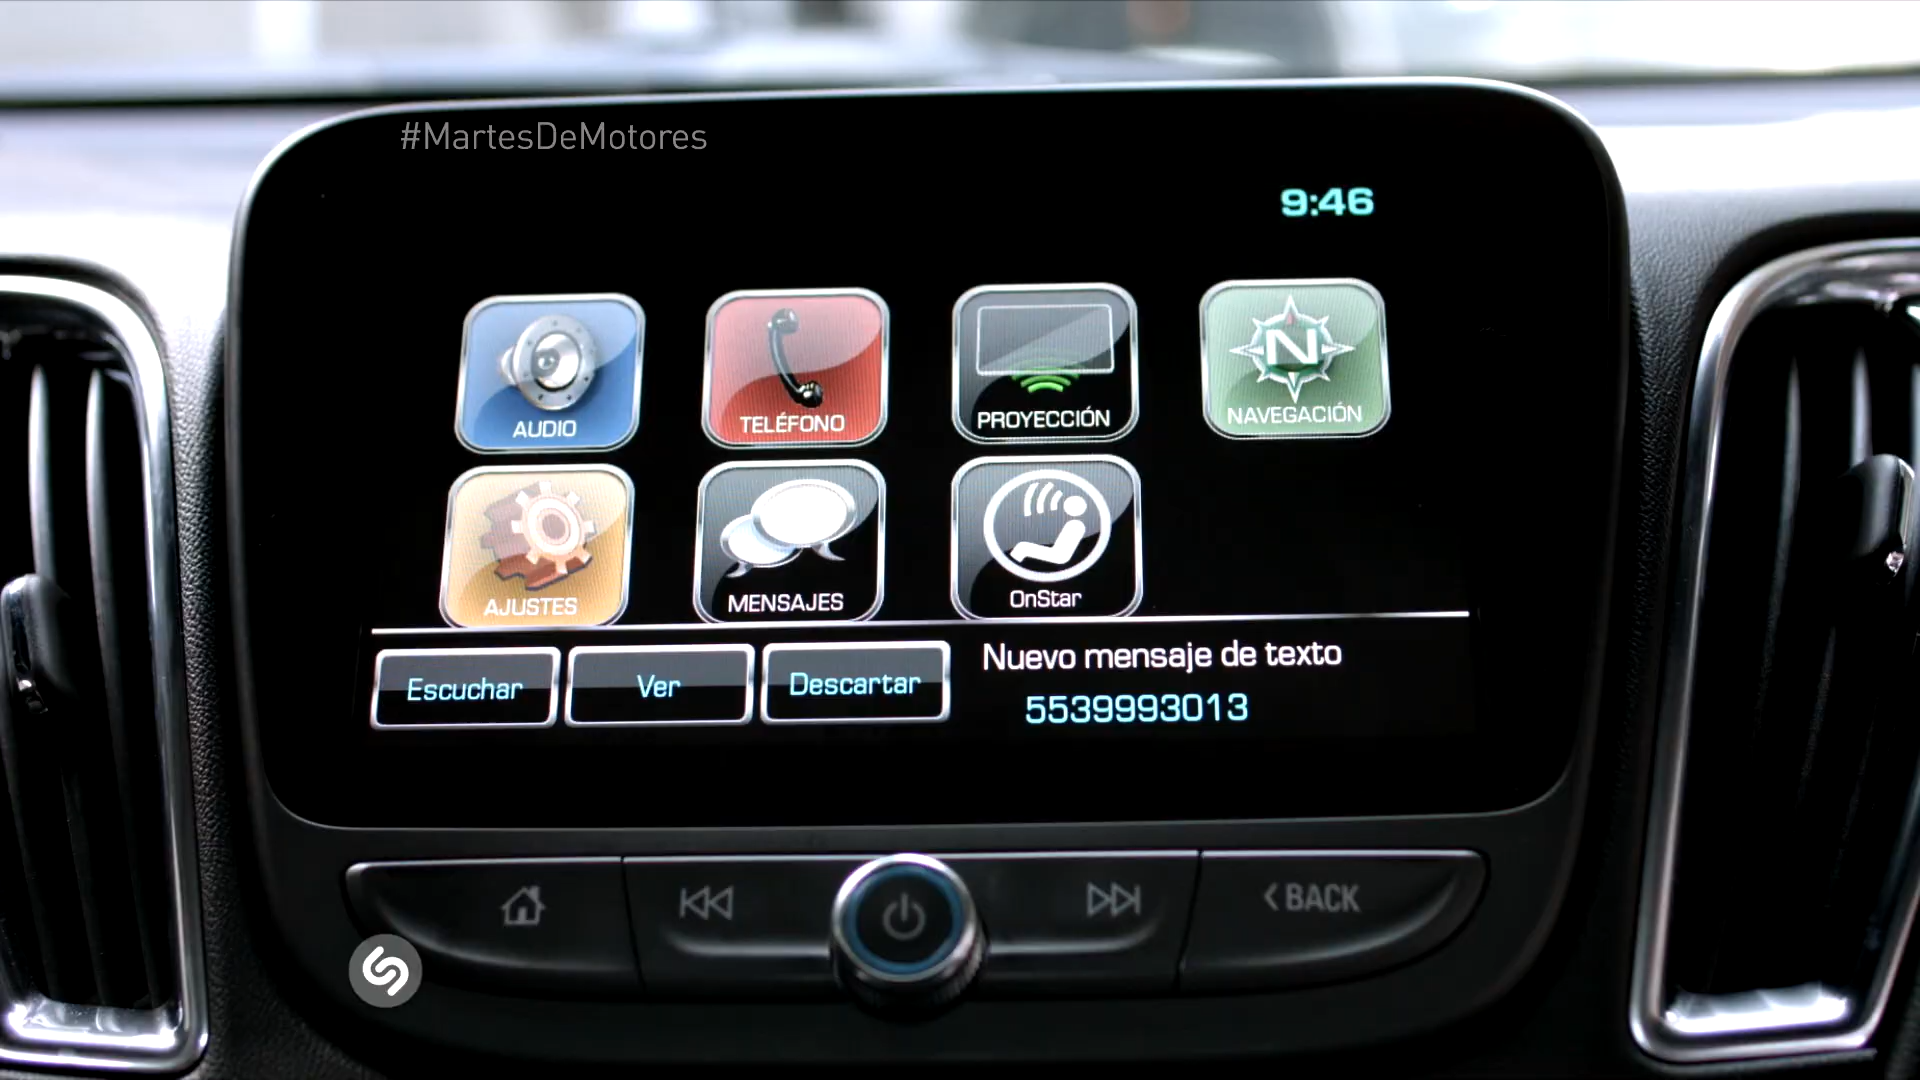 #MartesDeMotores
9:46
AUDIO
TELÉFONO
PROYECCIÓN
N
NAVEGACIÓN
AJUSTES
MENSAJES
OnStar
Escuchar
Ver
Descartar
Nuevo mensaje de texto
5539993013
BACK